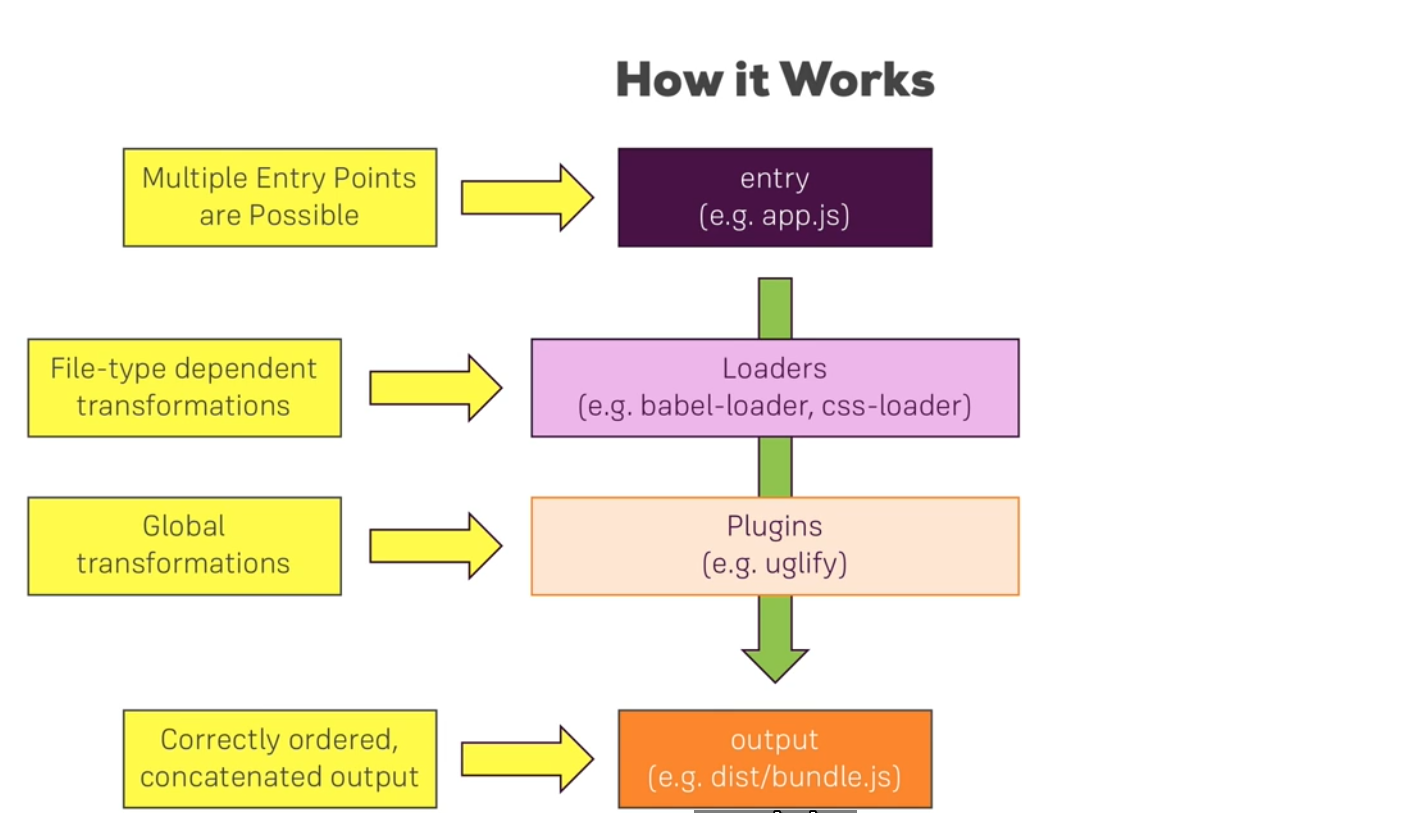 How it Works
Multiple Entry Points
are Possible
entry
(e.g. app.js)
File-type dependent
transformations
Loaders
(e.g. babel-loader, css-loader)
Global
transformations
Plugins
(e.g. uglify)
Correctly ordered,
concatenated output
output
(e.g. dist/bundle.js)